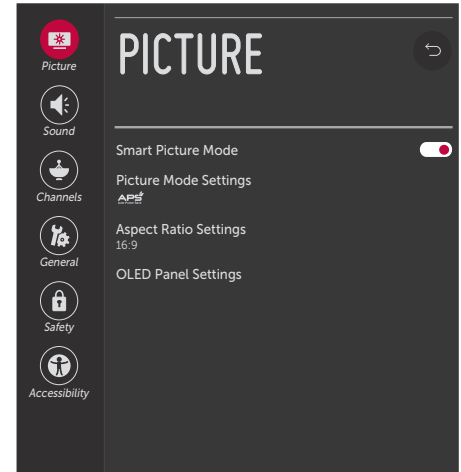 Picture
Sound
Channels
General
Safety
Accessibility
PICTURE
Smart Picture Mode
Picture Mode Settings
APS
Aspect Ratio Settings
16:9
OLED Panel Settings